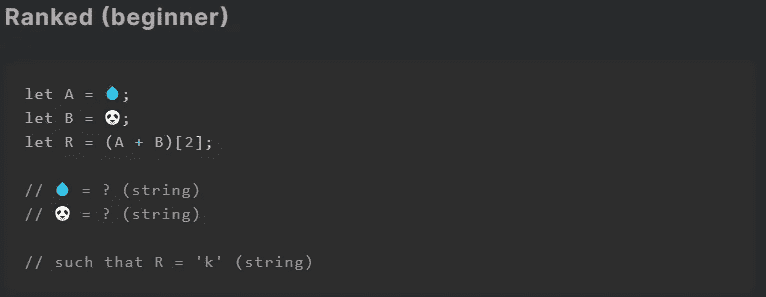 Ranked (beginner)
let A = 💧;
let B = 🐼;
let R = (A + B)[2];
// 💧 = ? (string)
// 🐼 = ? (string)
// such that R = 'k' (string)